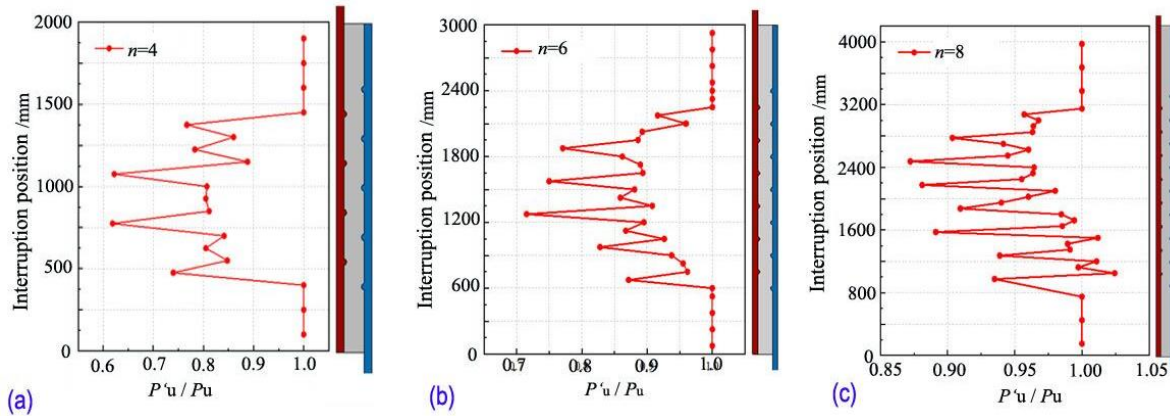 2000
n=4
1500
1000
500
0
0.6 0.7 0.8 0.9 1.0
Interruption position /mm
P‘u / Pu
(a)
3000
n=6
2400
1800
1200
600
0
0.7 0.8 0.9 1.0
Interruption position /mm
P‘u / Pu
(b)
4000
n=8
3200
2400
1600
800
0
0.85 0.90 0.95 1.00 1.05
Interruption position /mm
P‘u / Pu
(c)